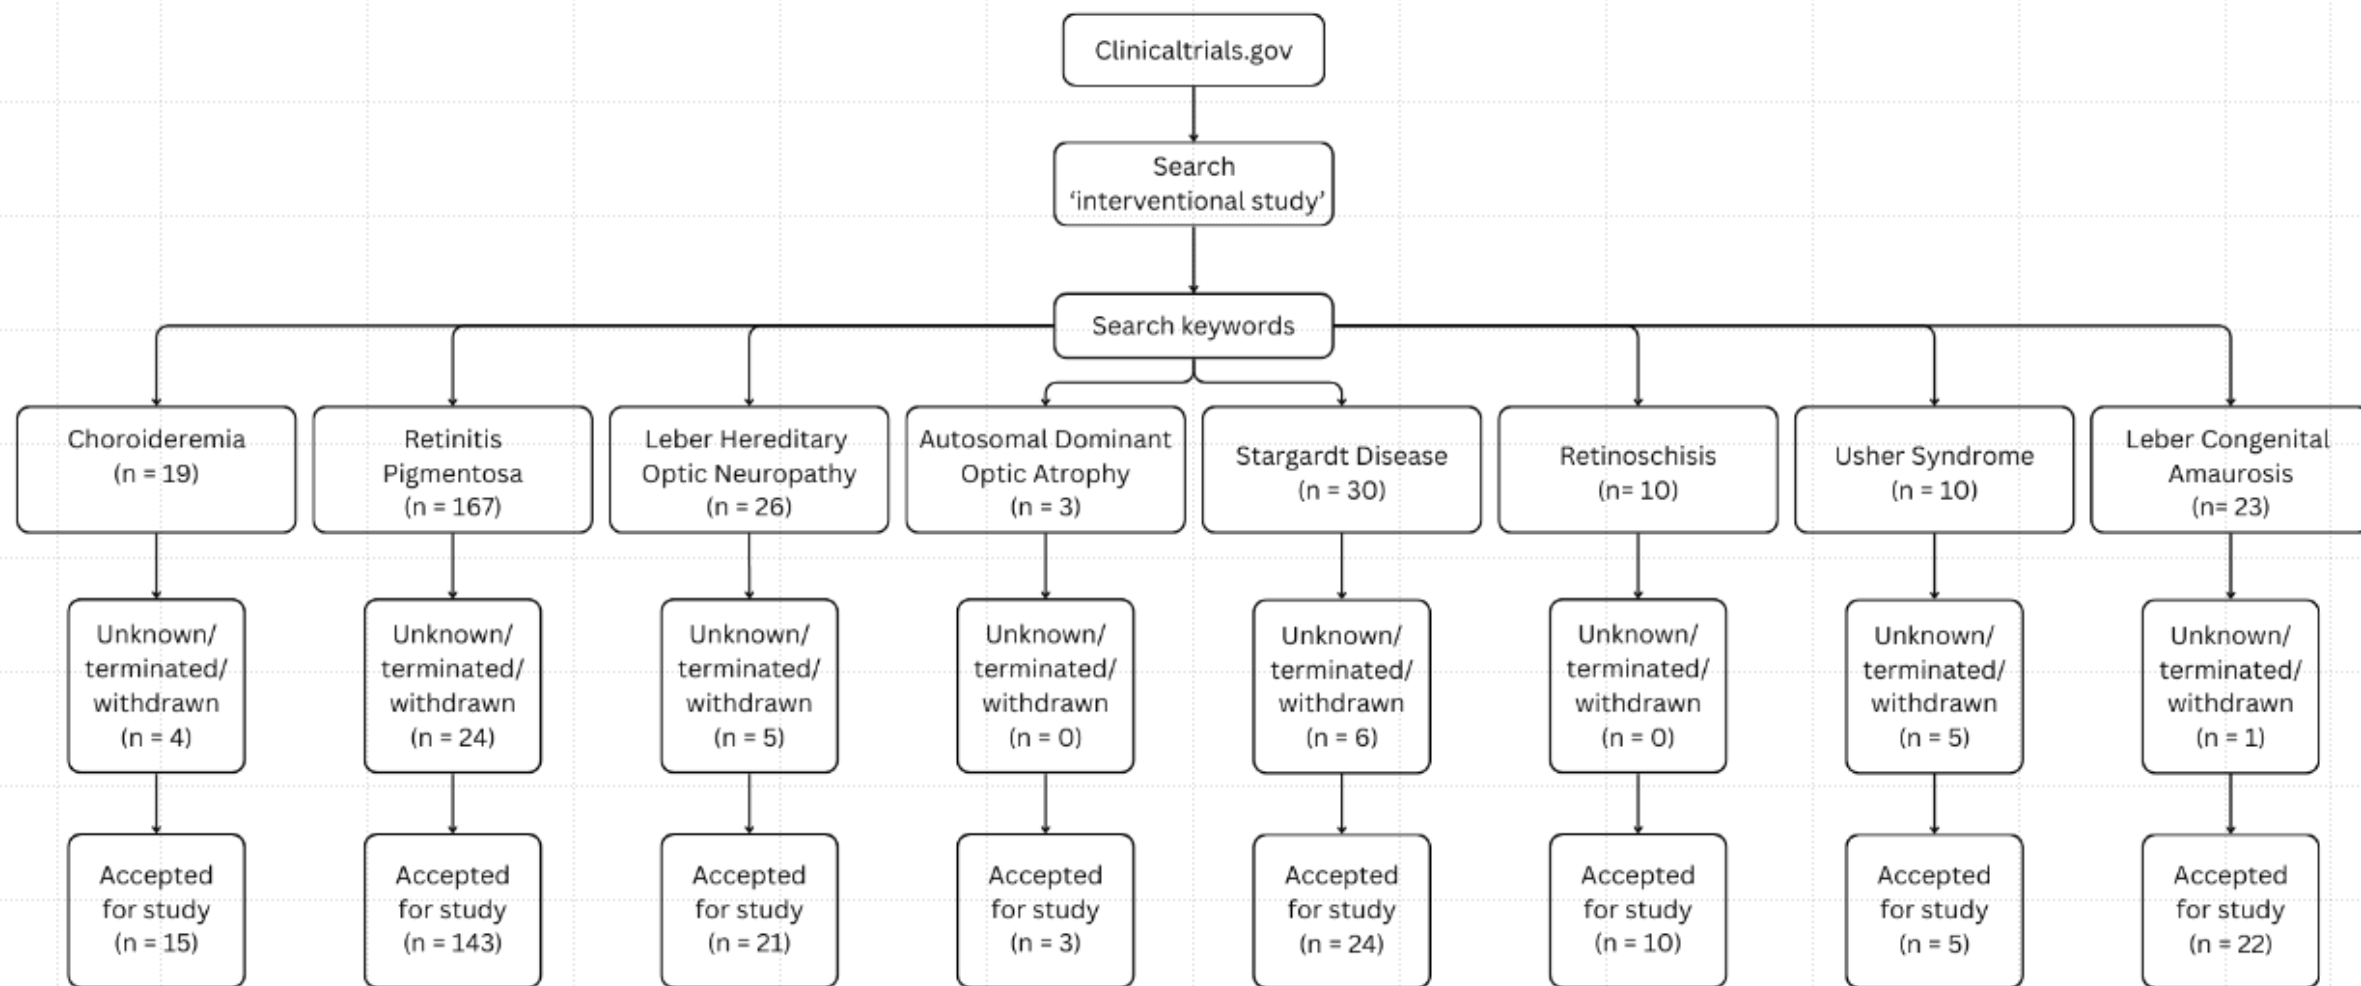 Clinicaltrials.gov
Search
‘interventional study’
Search keywords
Choroideremia
(n = 19)
Retinitis
Pigmentosa
(n = 167)
Leber Hereditary
Optic Neuropathy
(n = 26)
Autosomal Dominant
Optic Atrophy
(n = 3)
Stargardt Disease
(n = 30)
Retinoschisis
(n= 10)
Usher Syndrome
(n = 10)
Leber Congenital
Amaurosis
(n= 23)
Unknown/
terminated/
withdrawn
(n = 4)
Unknown/
terminated/
withdrawn
(n = 24)
Unknown/
terminated/
withdrawn
(n = 5)
Unknown/
terminated/
withdrawn
(n = 0)
Unknown/
terminated/
withdrawn
(n = 6)
Unknown/
terminated/
withdrawn
(n = 0)
Unknown/
terminated/
withdrawn
(n = 5)
Unknown/
terminated/
withdrawn
(n = 1)
Accepted
for study
(n = 15)
Accepted
for study
(n = 143)
Accepted
for study
(n = 21)
Accepted
for study
(n = 3)
Accepted
for study
(n = 24)
Accepted
for study
(n = 10)
Accepted
for study
(n = 5)
Accepted
for study
(n = 22)